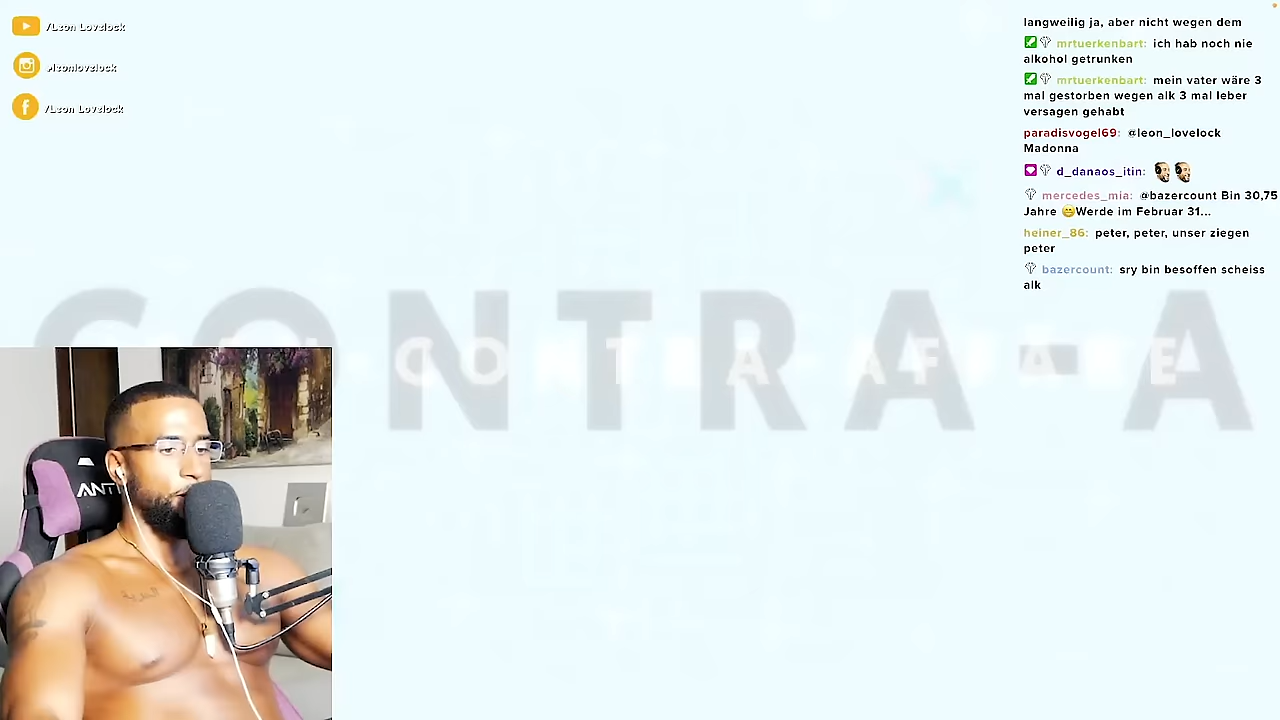 /Leon Lovelock
/leonlovelock
/Leon Lovelock
langweilig ja, aber nicht wegen dem
mrtuerkenbart: ich hab noch nie
alkohol getrunken
mrtuerkenbart: mein vater wäre 3
mal gestorben wegen alk 3 mal leber
versagen gehabt
paradisvogel69: @leon_lovelock
Madonna
d_danaos_itin:
mercedes_mia: @bazercount Bin 30,75
Jahre 😁Werde im Februar 31...
heiner_86: peter, peter, unser ziegen
peter
bazercount: sry bin besoffen scheiss
alk
CONTRA A
CONTRA
ANT